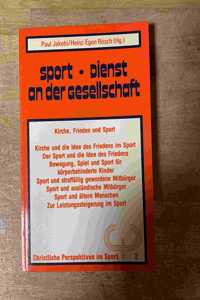 Paul Jakobi/Heinz-Egon Rösch (Hg.)
sport · Dienst
an der Gesellschaft
Kirche, Frieden und Sport
Kirche und die Idee des Friedens im Sport
Der Sport und die Idee des Friedens
Bewegung, Spiel und Sport für
körperbehinderte Kinder
Sport und straffällig gewordene Mitbürger
Sport und ausländische Mitbürger
Sport und ältere Menschen
Zur Leistungssteigerung im Sport
Christliche Perspektiven im Sport